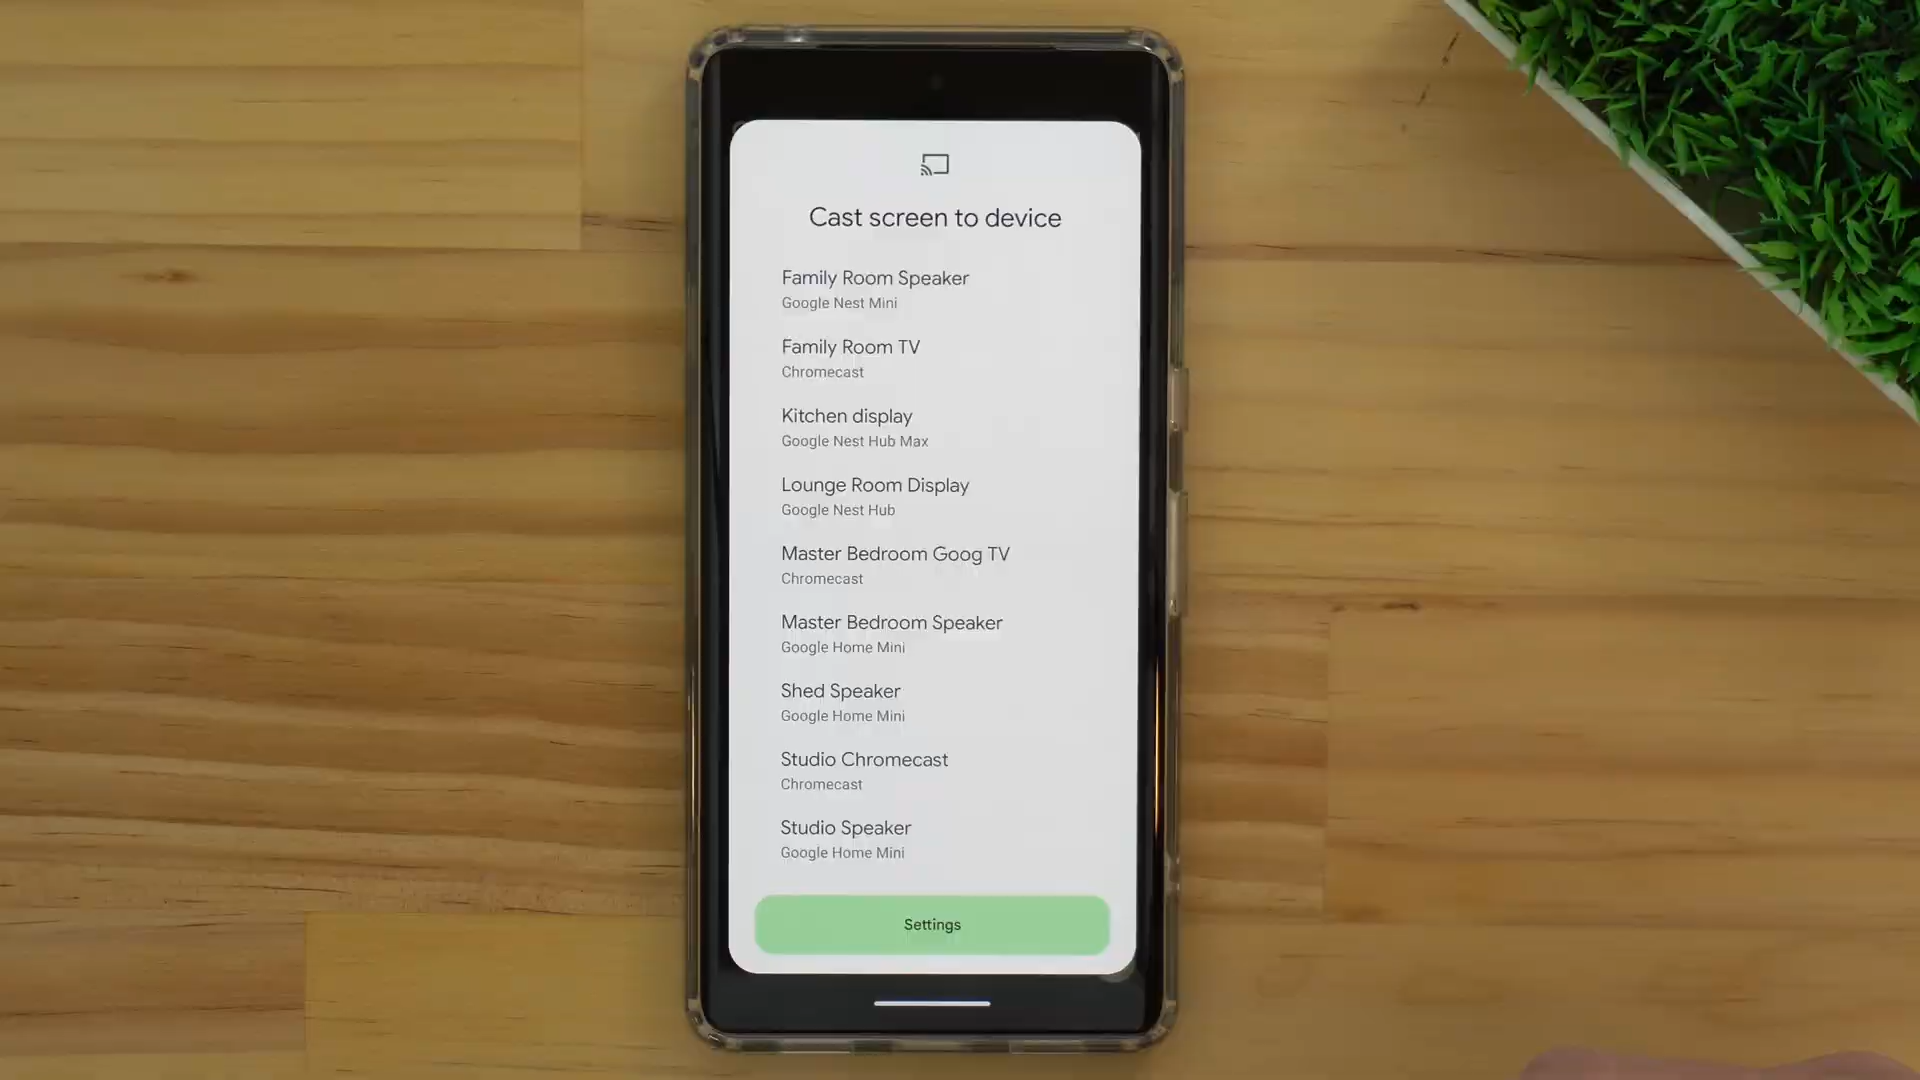 Cast screen to device
Family Room Speaker
Google Nest Mini
Family Room TV
Chromecast
Kitchen display
Google Nest Hub Max
Lounge Room Display
Google Nest Hub
Master Bedroom Goog TV
Chromecast
Master Bedroom Speaker
Google Home Mini
Shed Speaker
Google Home Mini
Studio Chromecast
Chromecast
Studio Speaker
Google Home Mini
Settings